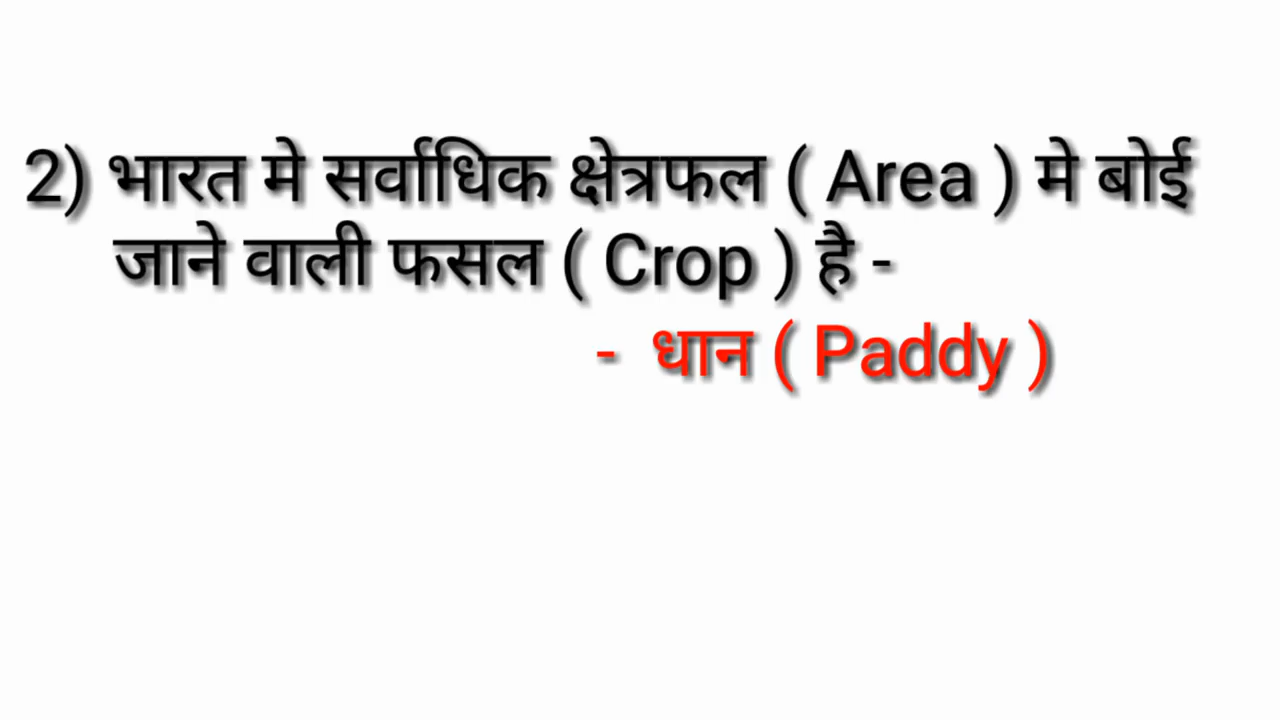 2) भारत मे सर्वाधिक क्षेत्रफल ( Area ) मे बोई
जाने वाली फसल ( Crop ) है -
- धान ( Paddy )